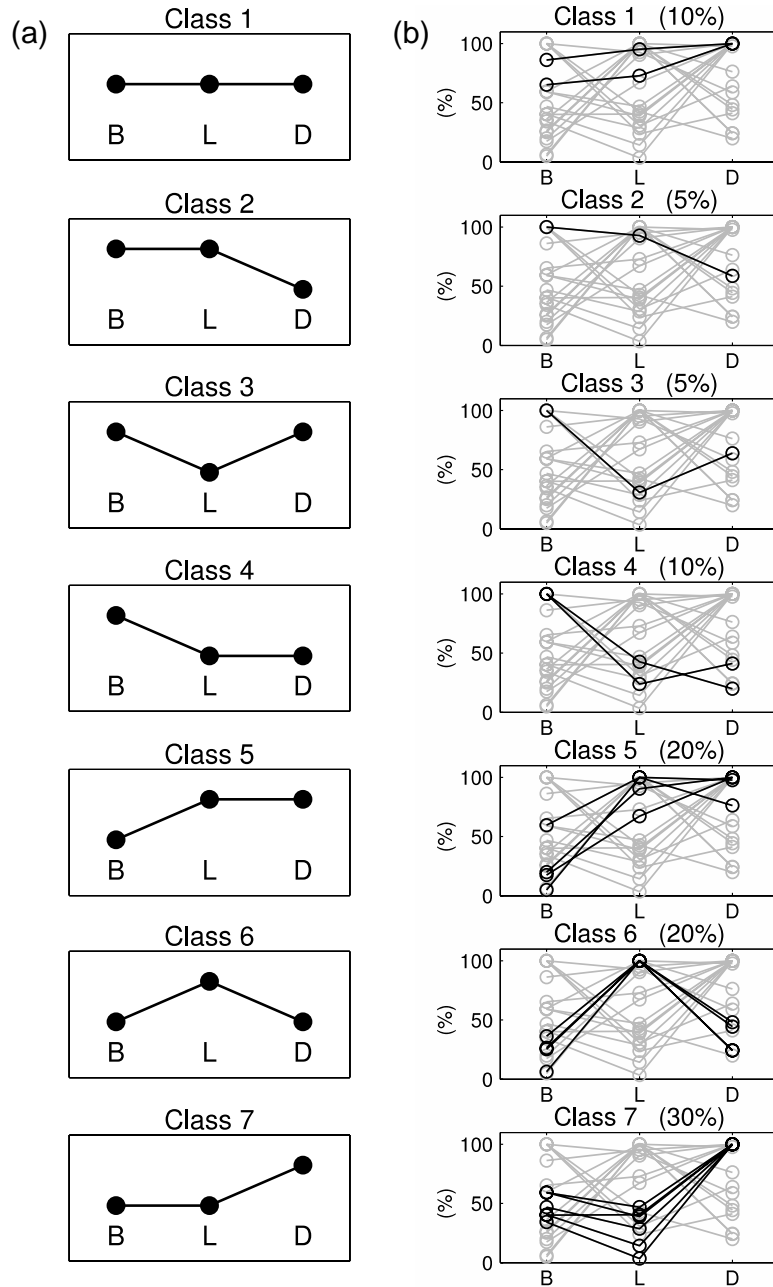 (a)
Class 1
B L D
Class 2
B L D
Class 3
B L D
Class 4
B L D
Class 5
B L D
Class 6
B L D
Class 7
B L D
(b)
Class 1 (10%)
(%)
100
50
0
B L D
Class 2 (5%)
(%)
100
50
0
B L D
Class 3 (5%)
(%)
100
50
0
B L D
Class 4 (10%)
(%)
100
50
0
B L D
Class 5 (20%)
(%)
100
50
0
B L D
Class 6 (20%)
(%)
100
50
0
B L D
Class 7 (30%)
(%)
100
50
0
B L D